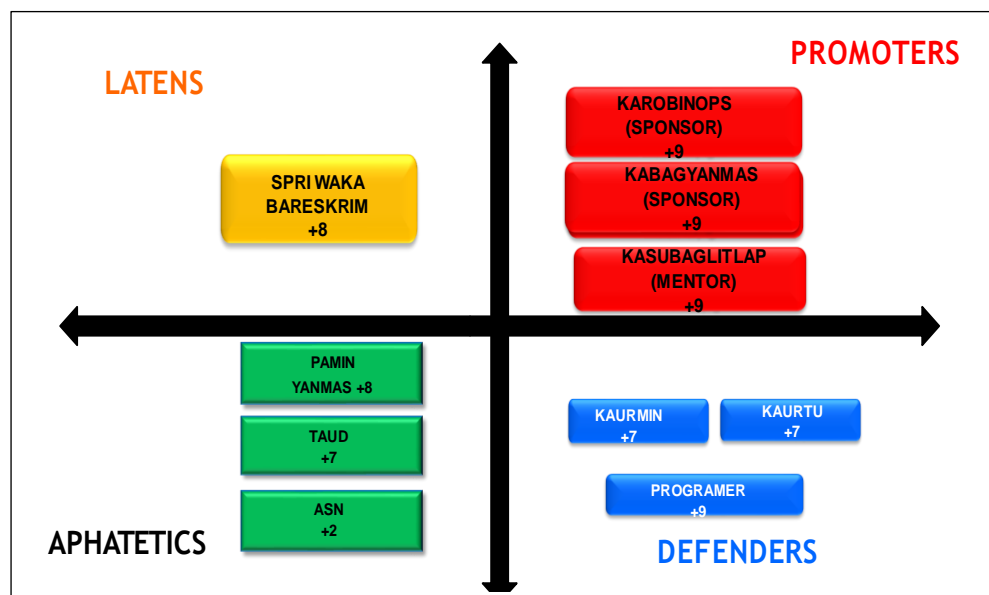 LATENS
PROMOTERS
KAROBINOPS
(SPONSOR)
+9
SPRI WAKA
BARESKRIM
+8
KABAGYANMAS
(SPONSOR)
+9
KASUBAGLITLAP
(MENTOR)
+9
PAMIN
YANMAS +8
TAUD
+7
ASN
+2
APHATETICS
KAURMIN
+7
KAURTU
+7
PROGRAMER
+9
DEFENDERS